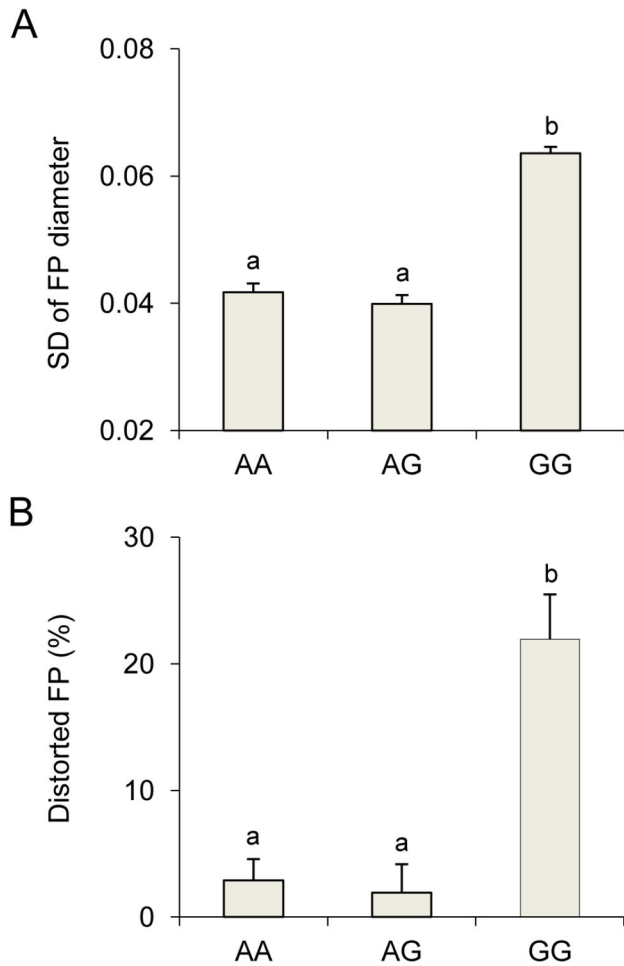 A
SD of FP diameter
0.08
0.06
0.04
0.02
a
a
b
AA AG GG
B
Distorted FP (%)
30
20
10
0
a
a
b
AA AG GG